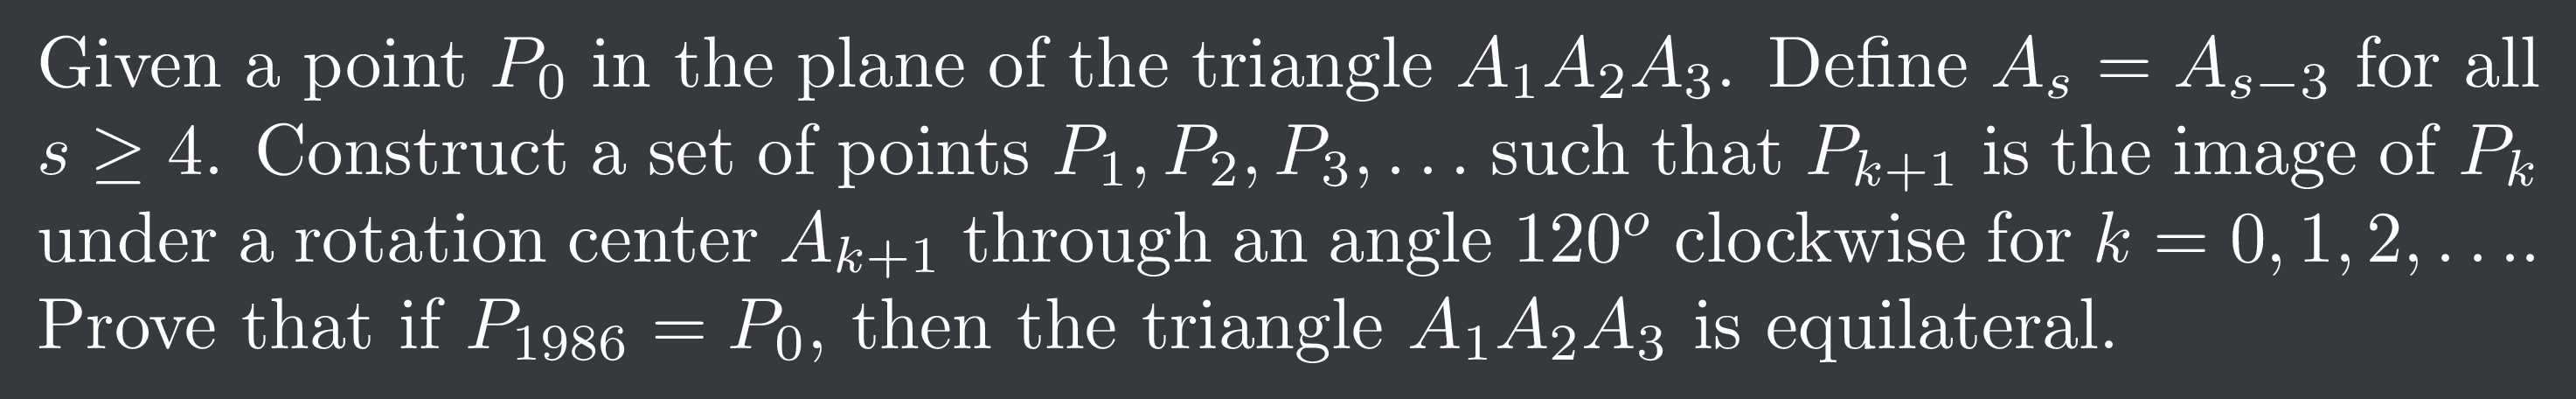 Given a point $P_0$ in the plane of the triangle $A_1A_2A_3$. Define $A_s = A_{s-3}$ for all
$s \geq 4$. Construct a set of points $P_1, P_2, P_3, \ldots$ such that $P_{k+1}$ is the image of $P_k$
under a rotation center $A_{k+1}$ through an angle $120^o$ clockwise for $k = 0, 1, 2, \ldots.$
Prove that if $P_{1986} = P_0$, then the triangle $A_1A_2A_3$ is equilateral.